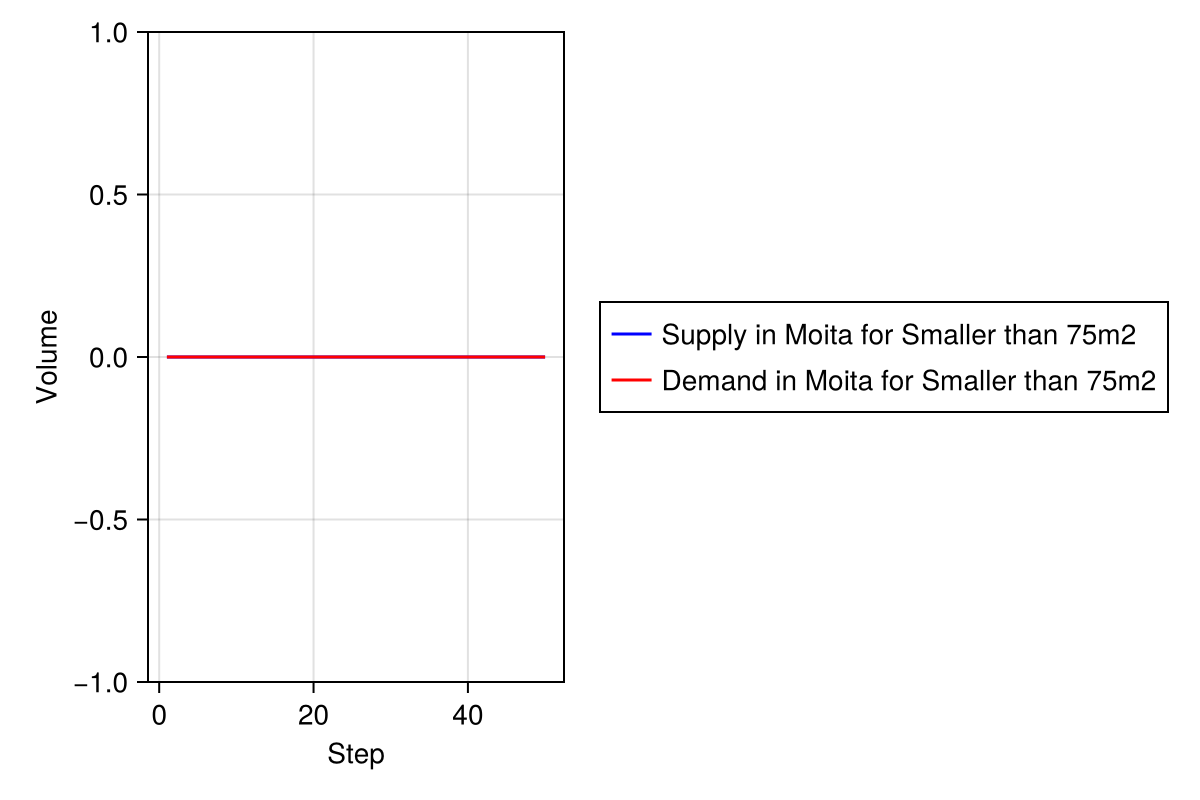 1.0
0.5
0.0
−0.5
−1.0
Volume
0 20 40
Step
Supply in Moita for Smaller than 75m2
Demand in Moita for Smaller than 75m2